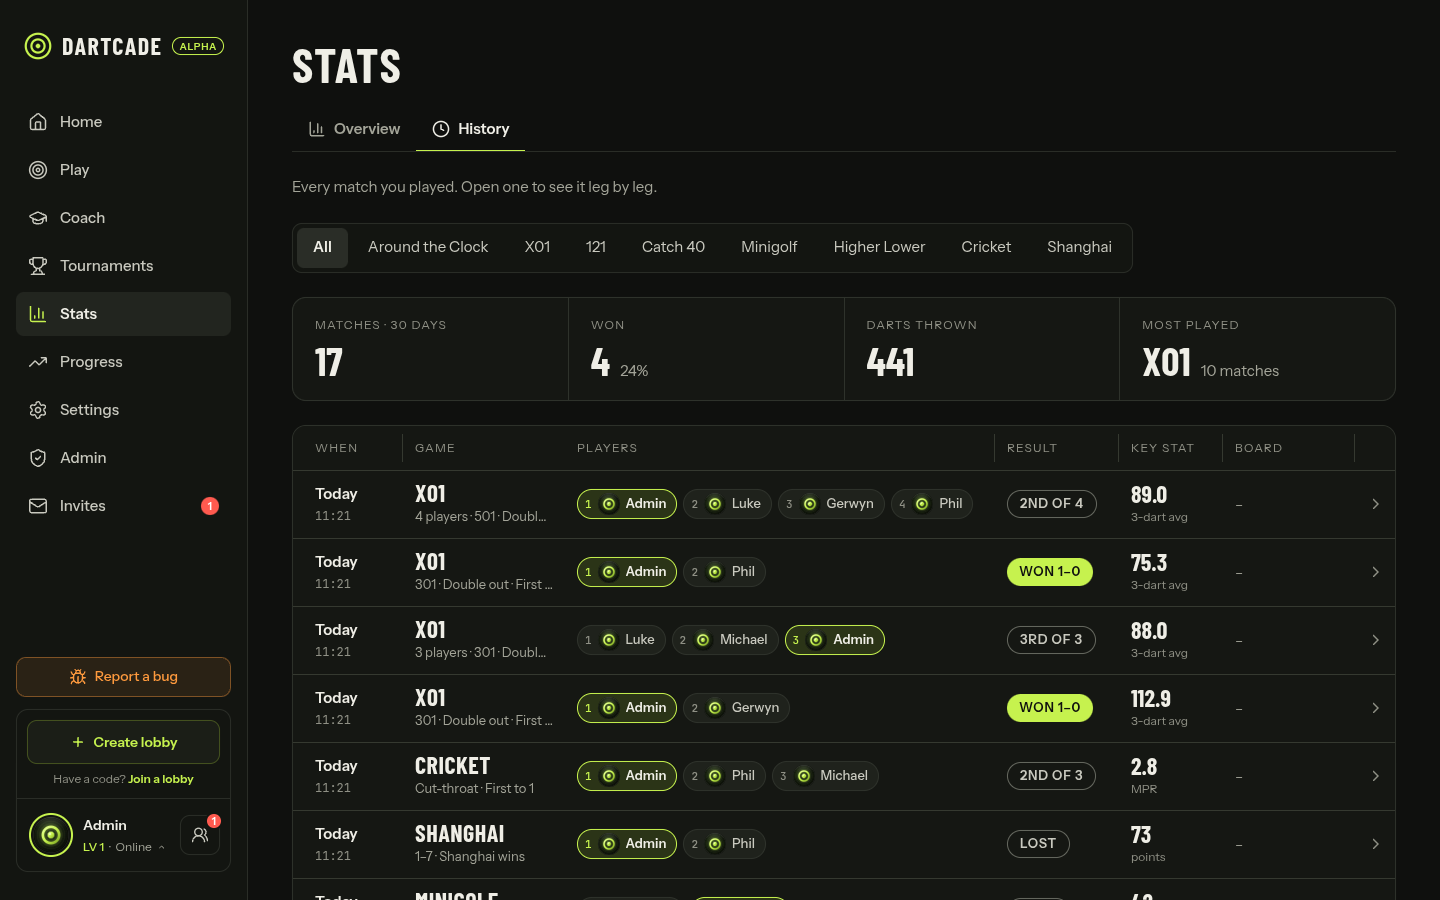 DARTCADE ALPHA
Home
Play
Coach
Tournaments
Stats
Progress
Settings
Admin
Invites 1
Report a bug
+ Create lobby
Have a code? Join a lobby
Admin
LV 1 · Online
1
STATS
Overview History
Every match you played. Open one to see it leg by leg.
All Around the Clock X01 121 Catch 40 Minigolf Higher Lower Cricket Shanghai
MATCHES · 30 DAYS WON DARTS THROWN MOST PLAYED
17 4 24% 441 X01 10 matches
WHEN GAME PLAYERS RESULT KEY STAT BOARD
Today X01 1 Admin 2 Luke 3 Gerwyn 4 Phil 2ND OF 4 89.0 –
11:21 4 players · 501 · Doubl... 3-dart avg
Today X01 1 Admin 2 Phil WON 1–0 75.3 –
11:21 301 · Double out · First ... 3-dart avg
Today X01 1 Luke 2 Michael 3 Admin 3RD OF 3 88.0 –
11:21 3 players · 301 · Doubl... 3-dart avg
Today X01 1 Admin 2 Gerwyn WON 1–0 112.9 –
11:21 301 · Double out · First ... 3-dart avg
Today CRICKET 1 Admin 2 Phil 3 Michael 2ND OF 3 2.8 –
11:21 Cut-throat · First to 1 MPR
Today SHANGHAI 1 Admin 2 Phil LOST 73 –
11:21 1–7 · Shanghai wins points
Today MINIGOLF